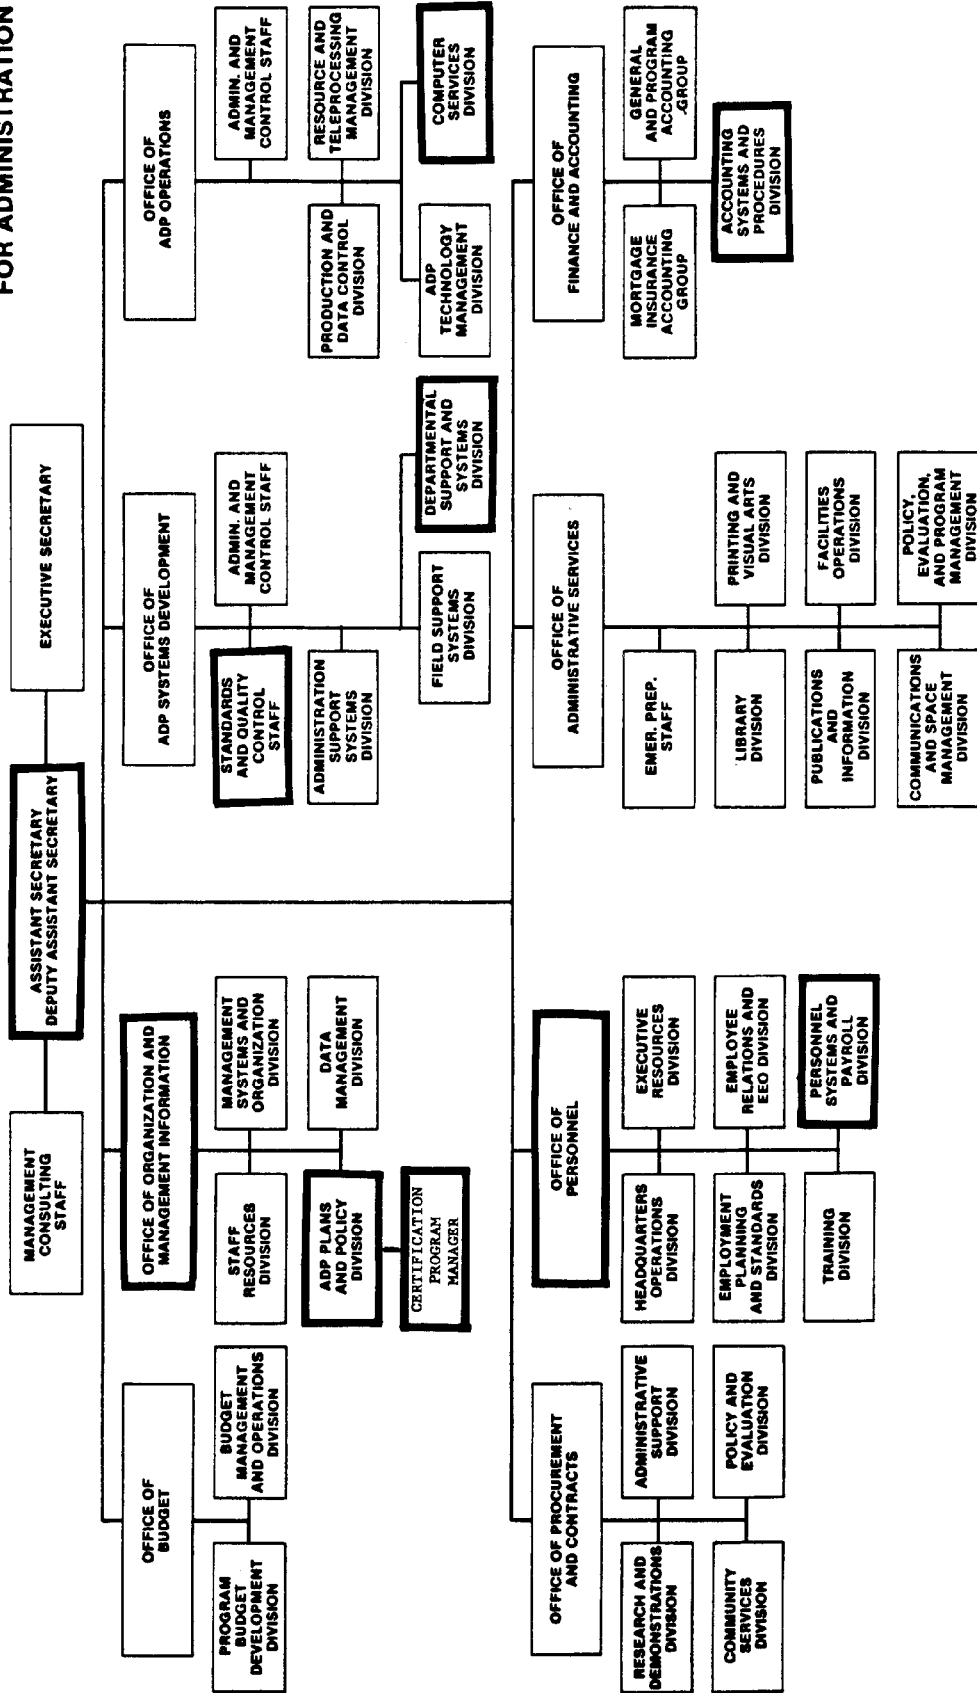 FOR ADMINISTRATION
MANAGEMENT
CONSULTING
STAFF
ASSISTANT SECRETARY
DEPUTY ASSISTANT SECRETARY
EXECUTIVE SECRETARY
OFFICE OF
BUDGET
PROGRAM
BUDGET
DEVELOPMENT
DIVISION
BUDGET
MANAGEMENT
AND OPERATIONS
DIVISION
OFFICE OF ORGANIZATION AND
MANAGEMENT INFORMATION
STAFF
RESOURCES
DIVISION
MANAGEMENT
SYSTEMS AND
ORGANIZATION
DIVISION
ADP PLANS
AND POLICY
DIVISION
DATA
MANAGEMENT
DIVISION
CERTIFICATION
PROGRAM
MANAGER
OFFICE OF
ADP SYSTEMS DEVELOPMENT
STANDARDS
AND QUALITY
CONTROL
STAFF
ADMIN. AND
MANAGEMENT
CONTROL STAFF
ADMINISTRATION
SUPPORT
SYSTEMS
DIVISION
FIELD SUPPORT
SYSTEMS
DIVISION
DEPARTMENTAL
SUPPORT AND
SYSTEMS
DIVISION
OFFICE OF
ADP OPERATIONS
ADMIN. AND
MANAGEMENT
CONTROL STAFF
PRODUCTION AND
DATA CONTROL
DIVISION
RESOURCE AND
TELEPROCESSING
MANAGEMENT
DIVISION
ADP
TECHNOLOGY
MANAGEMENT
DIVISION
COMPUTER
SERVICES
DIVISION
OFFICE OF PROCUREMENT
AND CONTRACTS
RESEARCH AND
DEMONSTRATIONS
DIVISION
ADMINISTRATIVE
SUPPORT
DIVISION
COMMUNITY
SERVICES
DIVISION
POLICY AND
EVALUATION
DIVISION
OFFICE OF
PERSONNEL
HEADQUARTERS
OPERATIONS
DIVISION
EXECUTIVE
RESOURCES
DIVISION
EMPLOYMENT
PLANNING
AND STANDARDS
DIVISION
EMPLOYEE
RELATIONS AND
EEO DIVISION
TRAINING
DIVISION
PERSONNEL
SYSTEMS AND
PAYROLL
DIVISION
OFFICE OF
ADMINISTRATIVE SERVICES
EMER. PREP.
STAFF
LIBRARY
DIVISION
PRINTING AND
VISUAL ARTS
DIVISION
PUBLICATIONS
AND
INFORMATION
DIVISION
FACILITIES
OPERATIONS
DIVISION
COMMUNICATIONS
AND SPACE
MANAGEMENT
DIVISION
POLICY,
EVALUATION,
AND PROGRAM
MANAGEMENT
DIVISION
OFFICE OF
FINANCE AND ACCOUNTING
MORTGAGE
INSURANCE
ACCOUNTING
GROUP
GENERAL
AND PROGRAM
ACCOUNTING
GROUP
ACCOUNTING
SYSTEMS AND
PROCEDURES
DIVISION